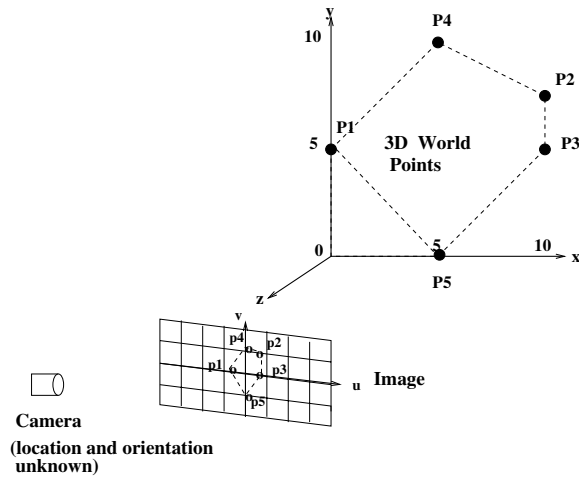 y
P4
10
P2
P1
5
3D World
Points
P3
0
5
10
x
P5
z
v
p4
p2
p1
p3
u
Image
p5
Camera
(location and orientation
unknown)